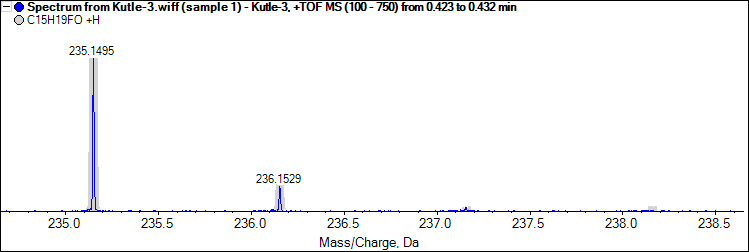 Spectrum from Kutle-3.wiff (sample 1) - Kutle-3, +TOF MS (100 - 750) from 0.423 to 0.432 min
C15H19FO +H
235.1495
236.1529
235.0 235.5 236.0 236.5 237.0 237.5 238.0 238.5
Mass/Charge, Da